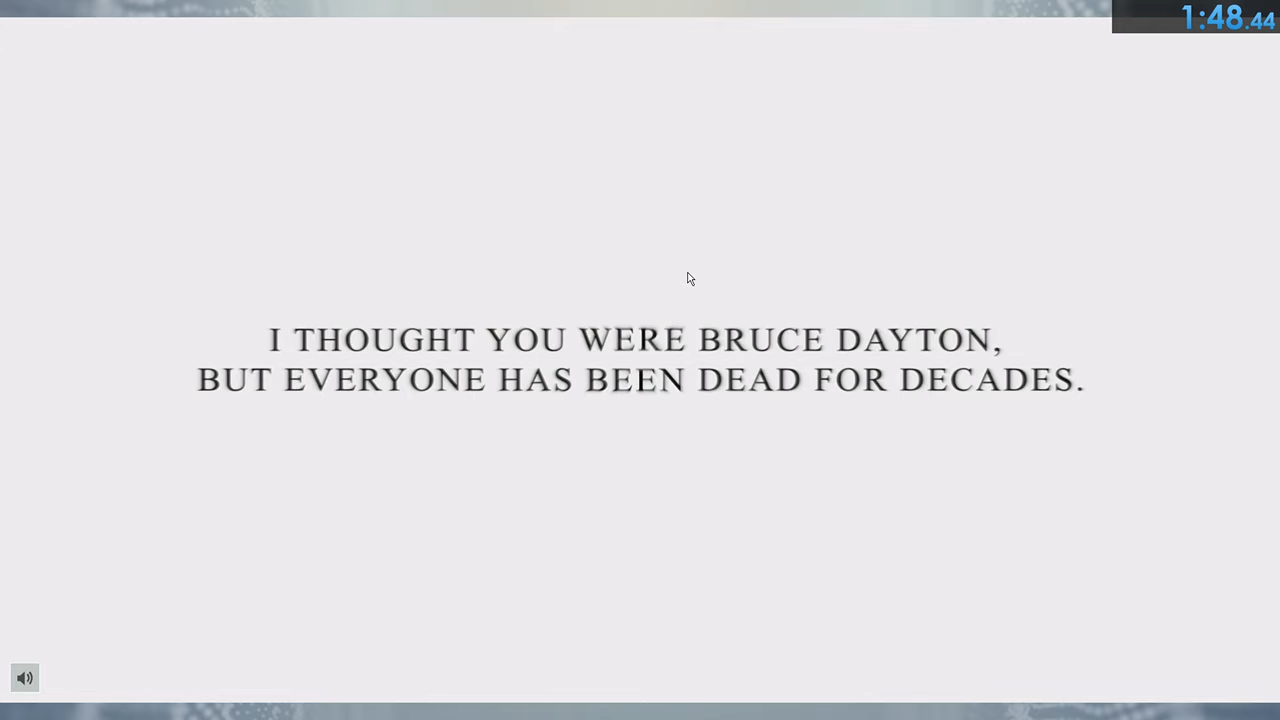 1:48.44
I THOUGHT YOU WERE BRUCE DAYTON,
BUT EVERYONE HAS BEEN DEAD FOR DECADES.